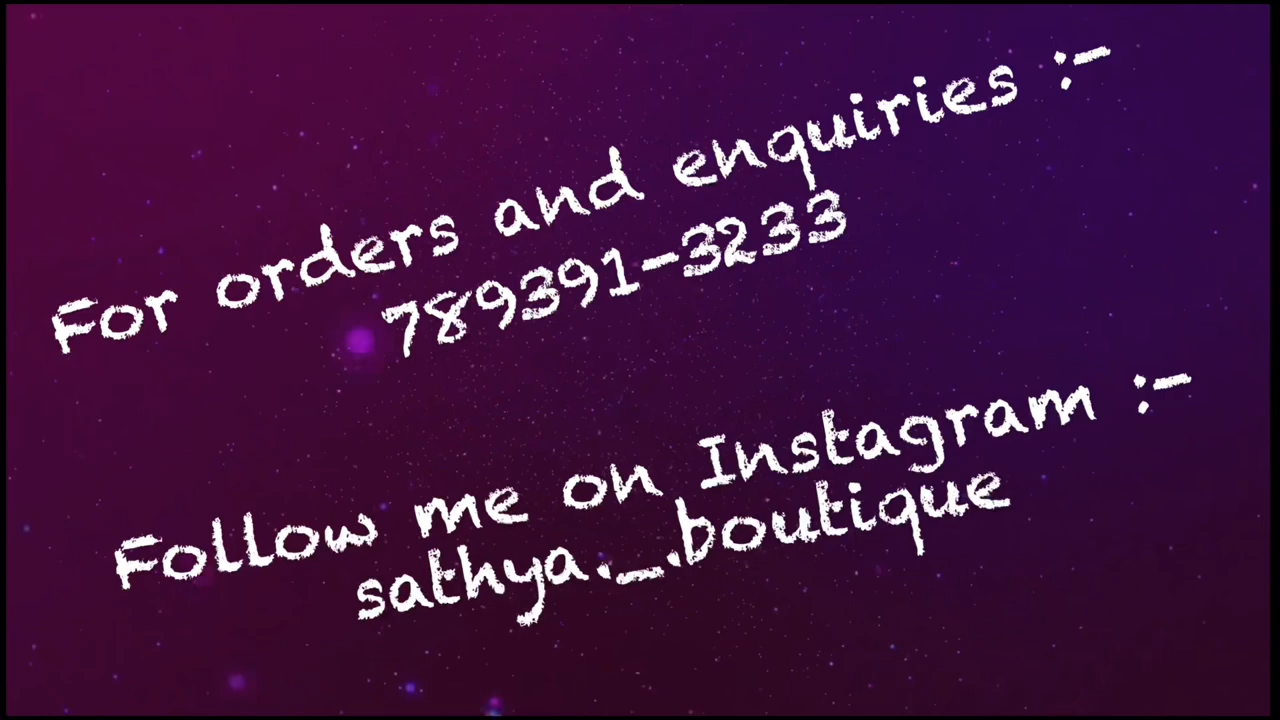 For orders and enquiries :-
789391-3233
Follow me on Instagram :-
sathya._.boutique